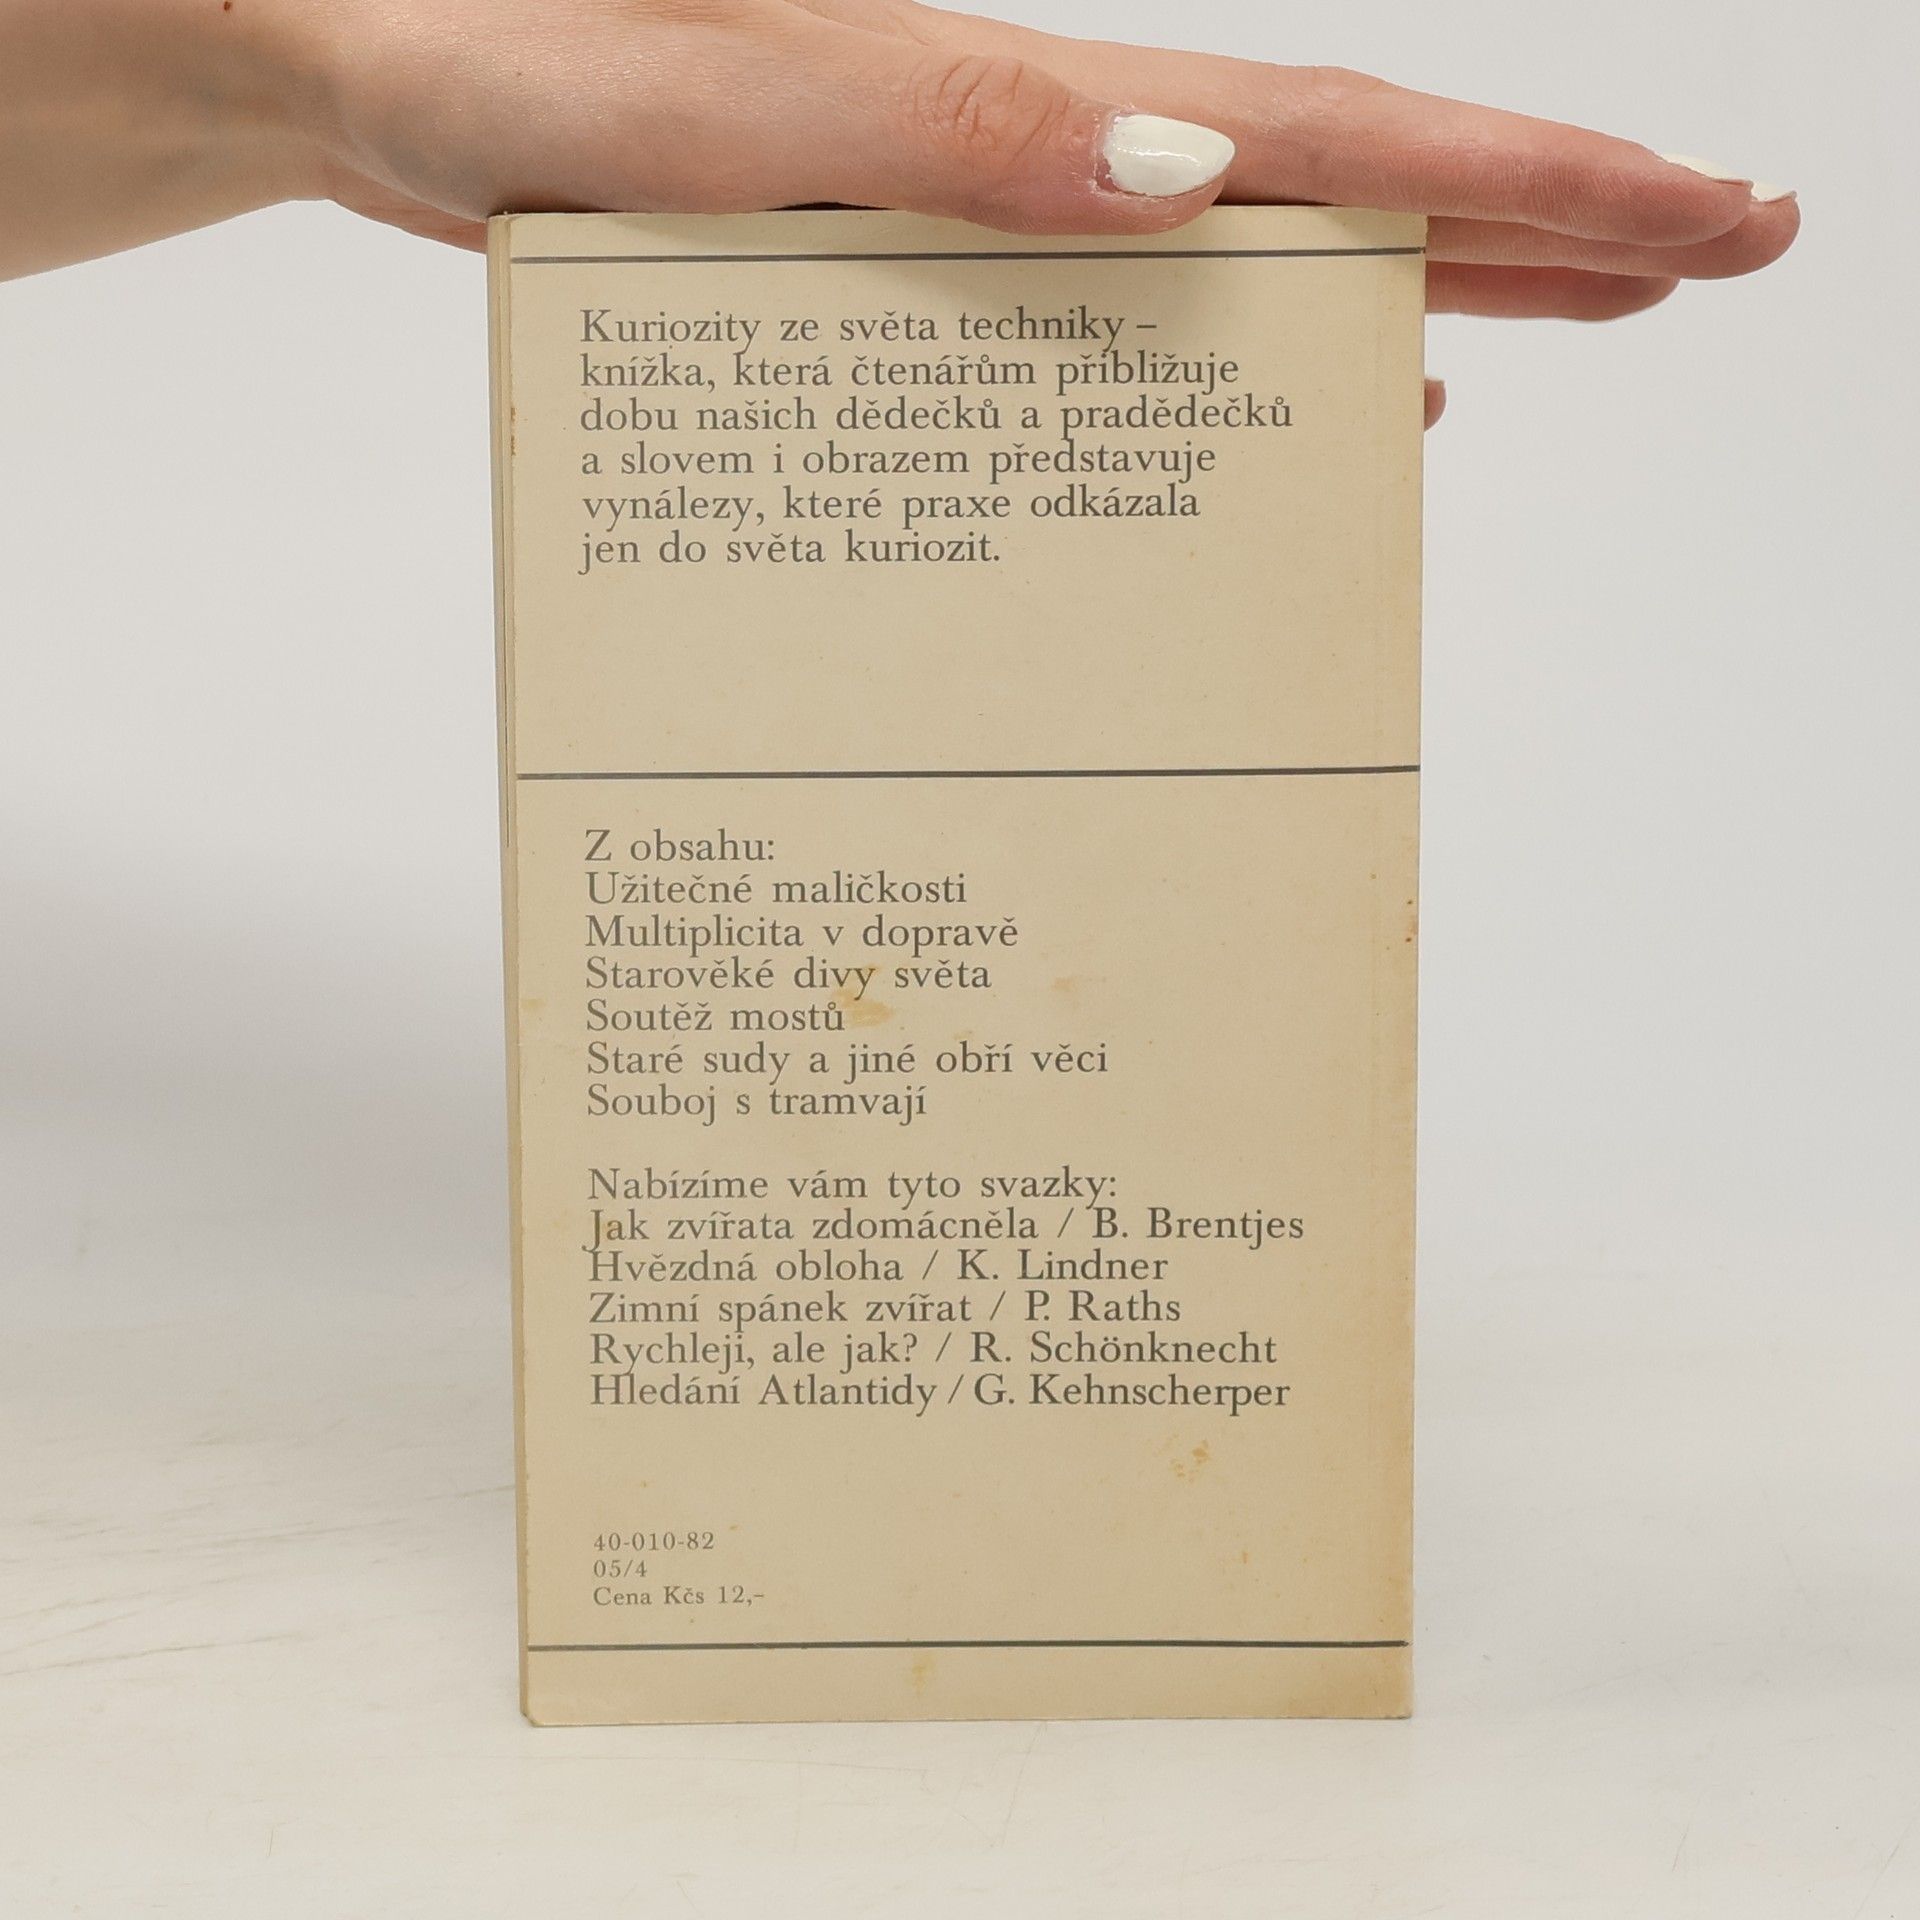 Kuriozity ze světa techniky –
knížka, která čtenářům přibližuje
dobu našich dědečků a pradědečků
a slovem i obrazem představuje
vynálezy, které praxe odkázala
jen do světa kuriozit.
Z obsahu:
Užitečné maličkosti
Multiplicita v dopravě
Starověké divy světa
Soutěž mostů
Staré sudy a jiné obří věci
Souboj s tramvají
Nabízíme vám tyto svazky:
Jak zvířata zdomácněla / B. Brentjes
Hvězdná obloha / K. Lindner
Zimní spánek zvířat / P. Raths
Rychleji, ale jak? / R. Schönknecht
Hledání Atlantidy / G. Kehnscherper
40-010-82
05/4
Cena Kčs 12,–